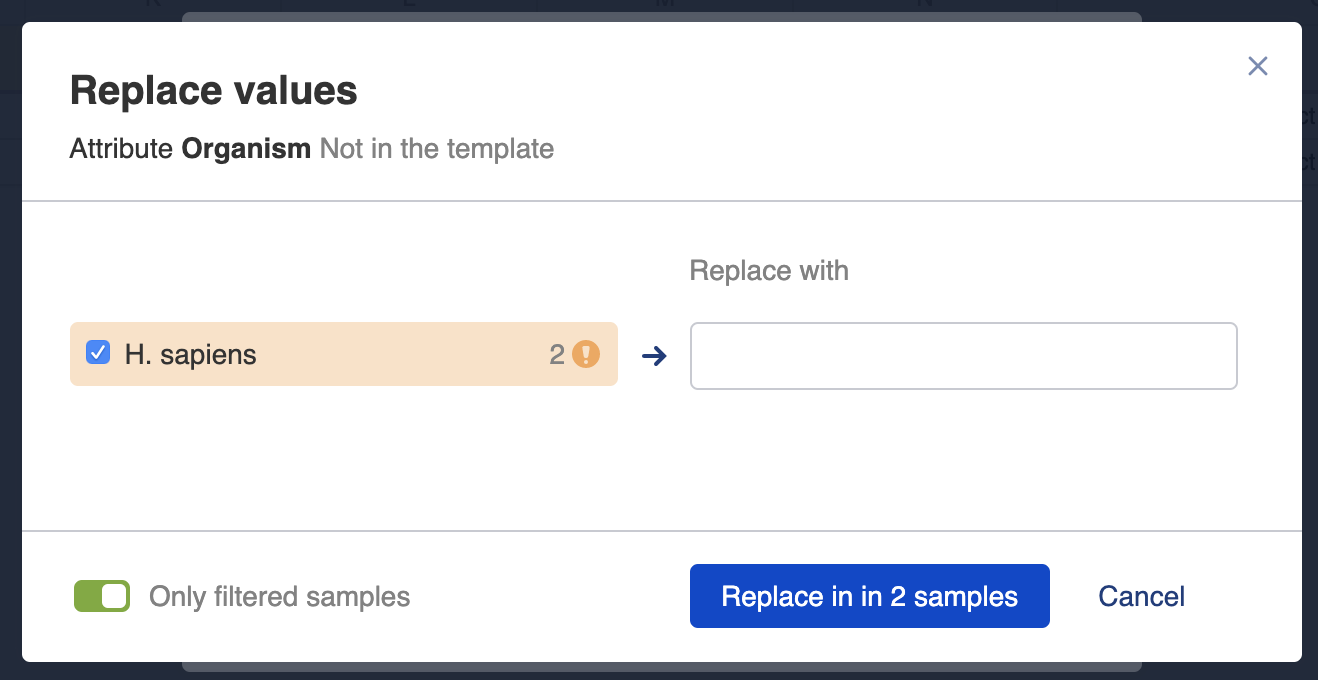 Replace values
Attribute Organism Not in the template
Replace with
H. sapiens 2
Only filtered samples
Replace in in 2 samples
Cancel